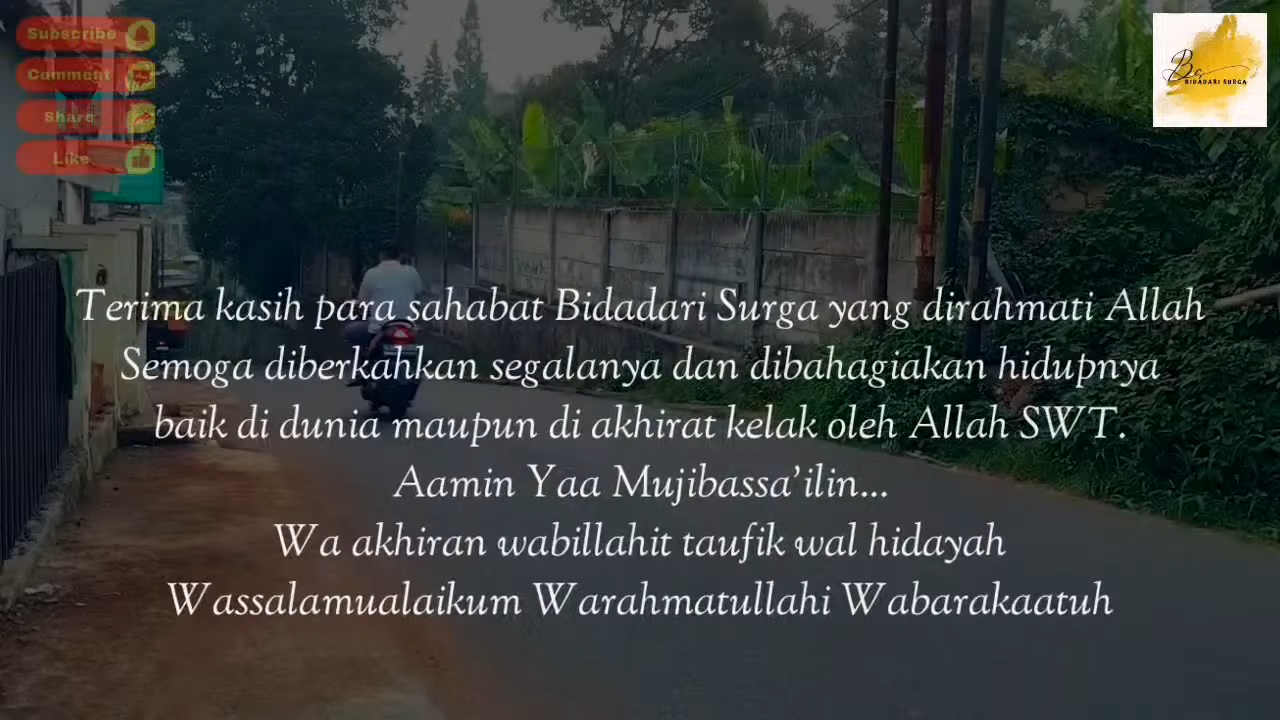 Subscribe
Comment
Share
Like
Bs
BIDADARI SURGA
Terima kasih para sahabat Bidadari Surga yang dirahmati Allah
Semoga diberkahkan segalanya dan dibahagiakan hidupnya
baik di dunia maupun di akhirat kelak oleh Allah SWT.
Aamin Yaa Mujibassa'ilin...
Wa akhiran wabillahit taufik wal hidayah
Wassalamualaikum Warahmatullahi Wabarakaatuh